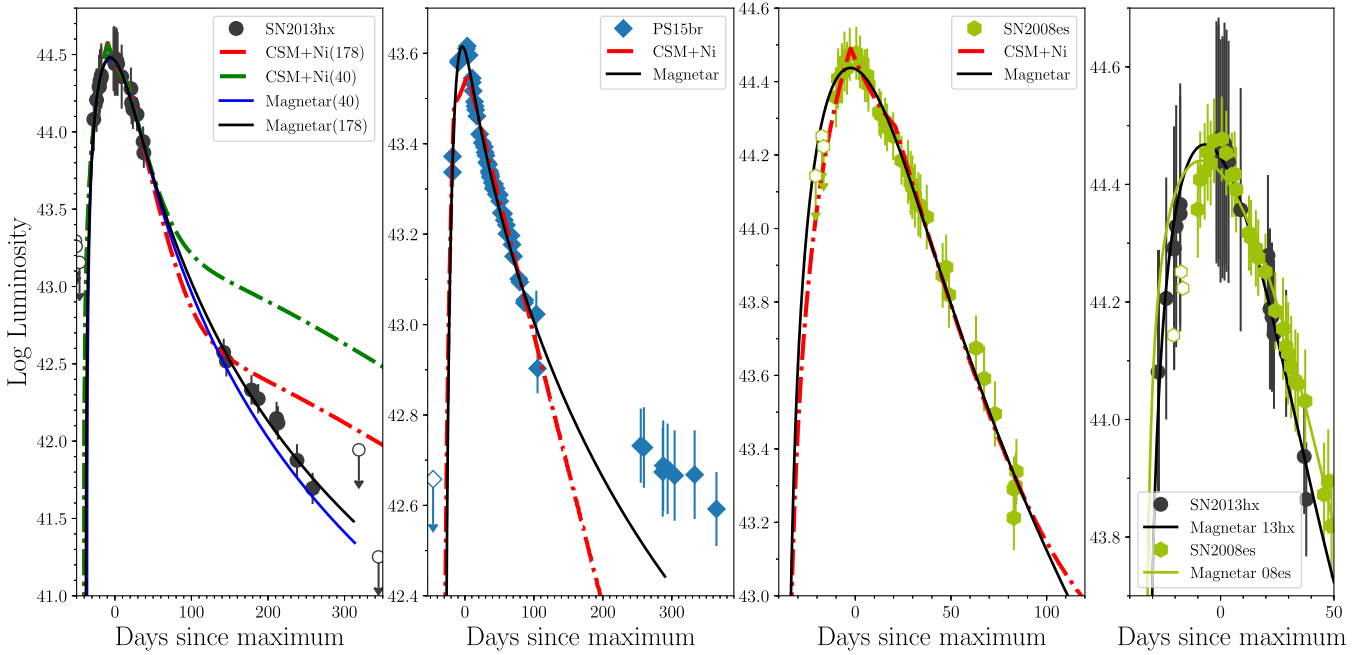 Log Luminosity
44.5
44.0
43.5
43.0
42.5
42.0
41.5
41.0
0
100
200
300
Days since maximum
SN2013hx
CSM+Ni(178)
CSM+Ni(40)
Magnetar(40)
Magnetar(178)
43.6
43.4
43.2
43.0
42.8
42.6
42.4
0
100
200
300
Days since maximum
PS15br
CSM+Ni
Magnetar
44.6
44.4
44.2
44.0
43.8
43.6
43.4
43.2
43.0
0
50
100
Days since maximum
SN2008es
CSM+Ni
Magnetar
44.6
44.4
44.2
44.0
43.8
0
50
Days since maximum
SN2013hx
Magnetar 13hx
SN2008es
Magnetar 08es